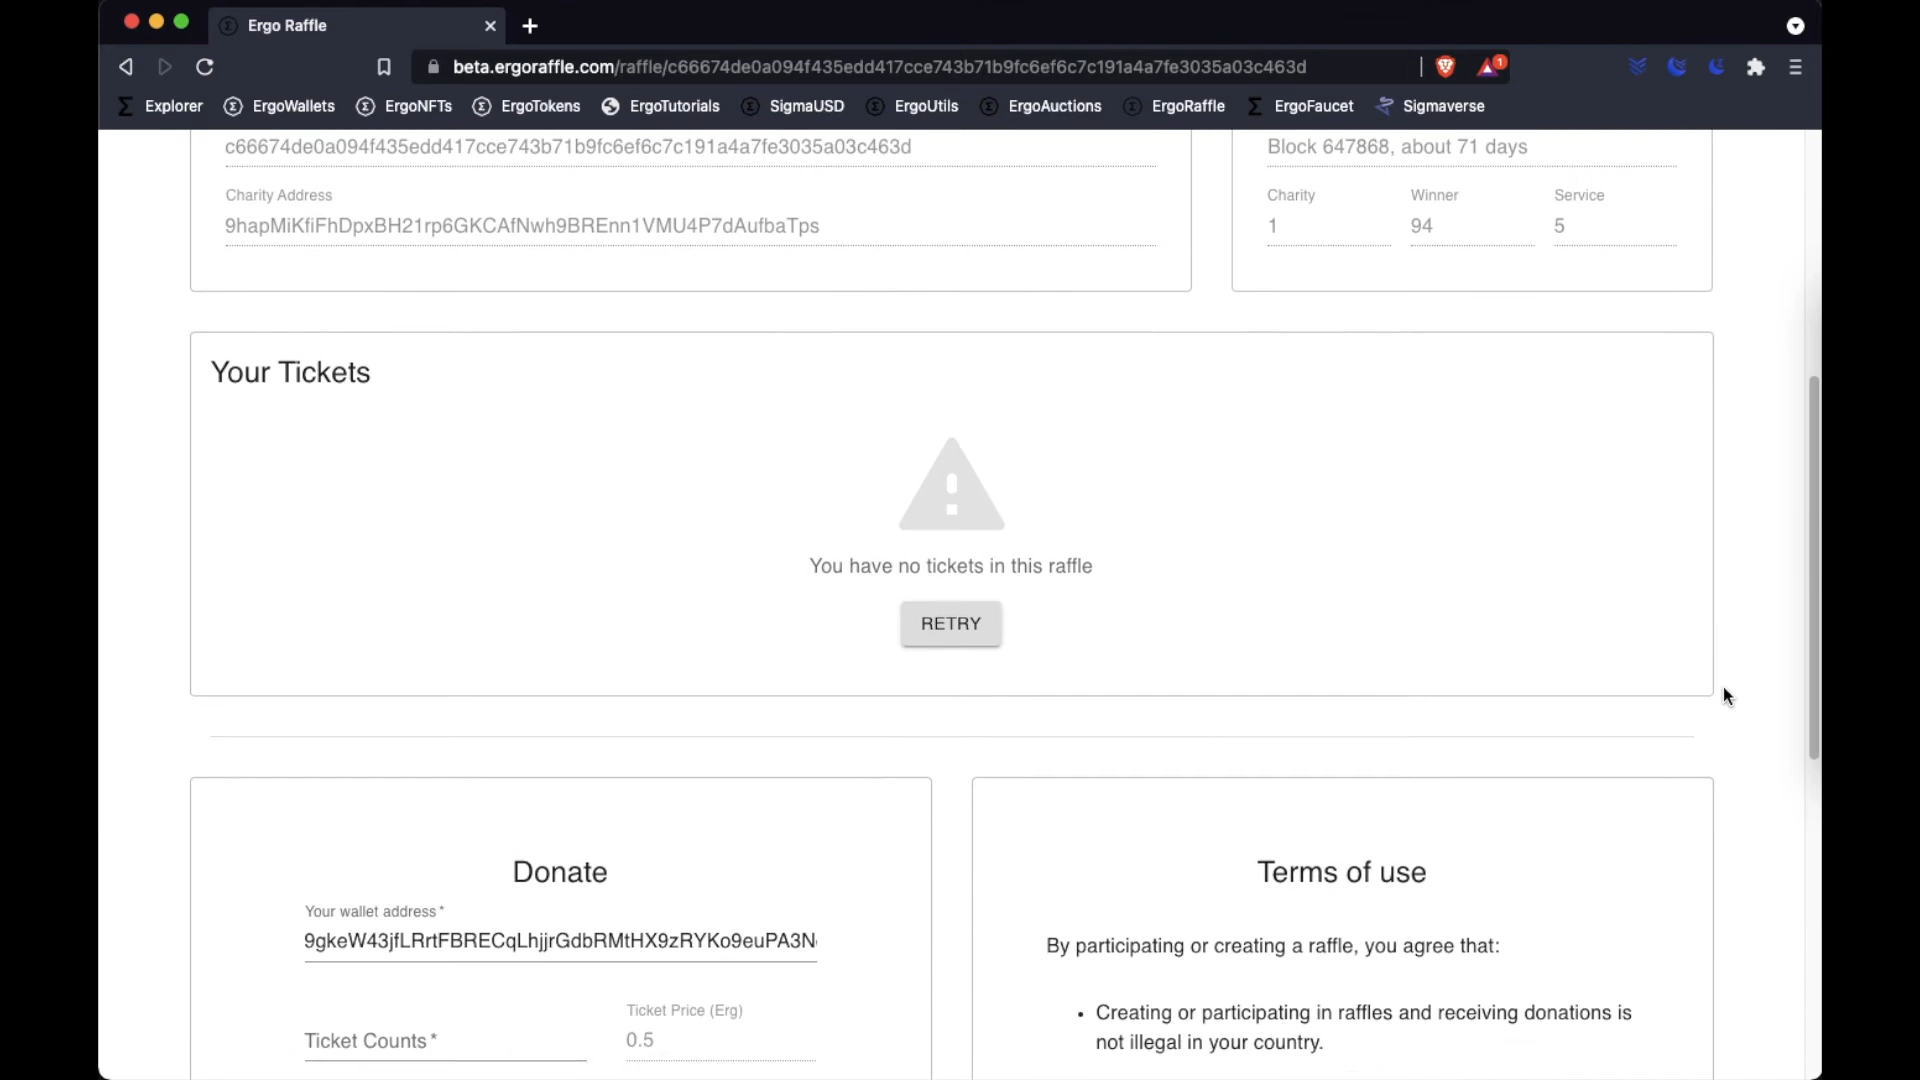 Ergo Raffle
beta.ergoraffle.com/raffle/c66674de0a094f435edd417cce743b71b9fc6ef6c7c191a4a7fe3035a03c463d
1
Explorer ErgoWallets ErgoNFTs ErgoTokens ErgoTutorials SigmaUSD ErgoUtils ErgoAuctions ErgoRaffle ErgoFaucet Sigmaverse
c66674de0a094f435edd417cce743b71b9fc6ef6c7c191a4a7fe3035a03c463d
Charity Address
9hapMiKfiFhDpxBH21rp6GKCAfNwh9BREnn1VMU4P7dAufbaTps
Block 647868, about 71 days
Charity Winner Service
1 94 5
Your Tickets
You have no tickets in this raffle
RETRY
Donate
Your wallet address *
9gkeW43jfLRrtFBRECqLhjjrGdbRMtHX9zRYKo9euPA3N
Ticket Price (Erg)
Ticket Counts *
0.5
Terms of use
By participating or creating a raffle, you agree that:
• Creating or participating in raffles and receiving donations is
not illegal in your country.